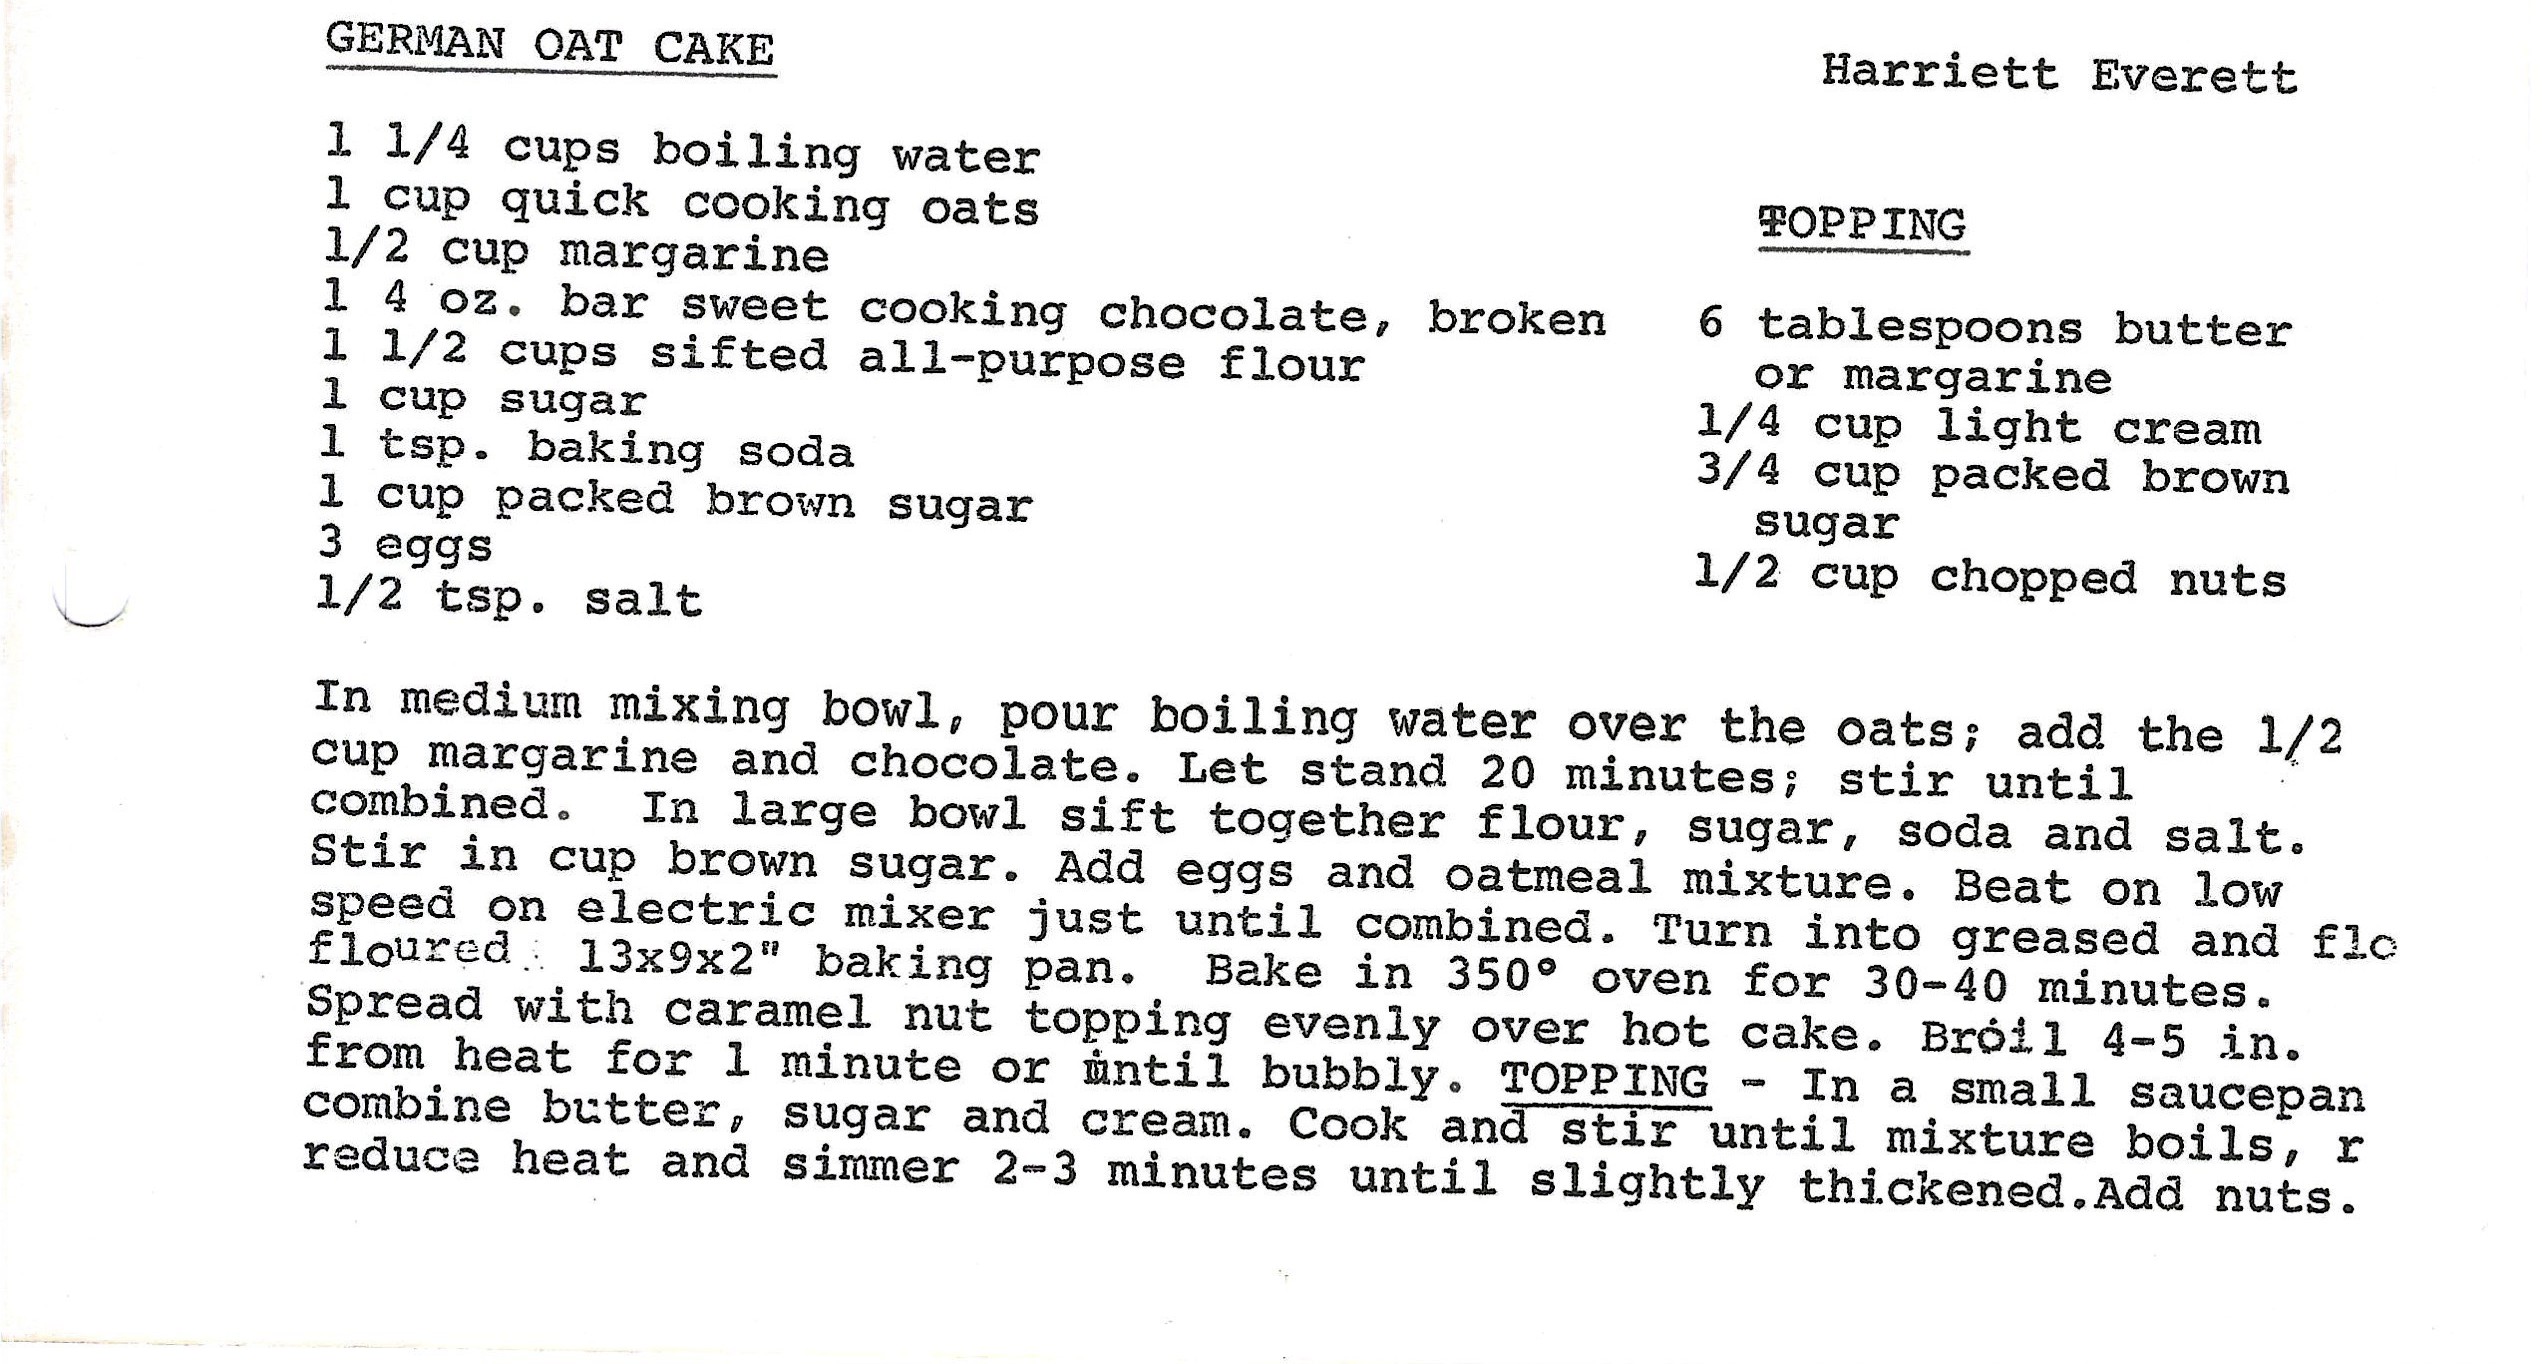 GERMAN OAT CAKE
Harriett Everett
1 1/4 cups boiling water
1 cup quick cooking oats
1/2 cup margarine
1 4 oz. bar sweet cooking chocolate, broken
1 1/2 cups sifted all-purpose flour
1 cup sugar
1 tsp. baking soda
1 cup packed brown sugar
3 eggs
1/2 tsp. salt
TOPPING
6 tablespoons butter
or margarine
1/4 cup light cream
3/4 cup packed brown
sugar
1/2 cup chopped nuts
In medium mixing bowl, pour boiling water over the oats; add the 1/2
cup margarine and chocolate. Let stand 20 minutes; stir until
combined. In large bowl sift together flour, sugar, soda and salt.
Stir in cup brown sugar. Add eggs and oatmeal mixture. Beat on low
speed on electric mixer just until combined. Turn into greased and flo
floured 13x9x2" baking pan. Bake in 350° oven for 30-40 minutes.
Spread with caramel nut topping evenly over hot cake. Broil 4-5 in.
from heat for 1 minute or until bubbly. TOPPING - In a small saucepan
combine butter, sugar and cream. Cook and stir until mixture boils, r
reduce heat and simmer 2-3 minutes until slightly thickened.Add nuts.